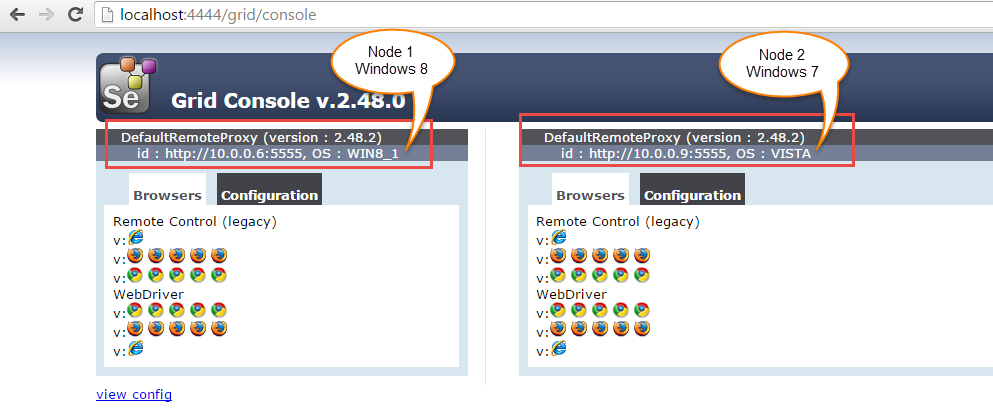 localhost:4444/grid/console
Node 1
Windows 8
Node 2
Windows 7
Se
Grid Console v.2.48.0
DefaultRemoteProxy (version : 2.48.2)
id : http://10.0.0.6:5555, OS : WIN8_1
Browsers
Configuration
Remote Control (legacy)
v:
v:
v:
WebDriver
v:
v:
v:
DefaultRemoteProxy (version : 2.48.2)
id : http://10.0.0.9:5555, OS : VISTA
Browsers
Configuration
Remote Control (legacy)
v:
v:
v:
WebDriver
v:
v:
v:
view config